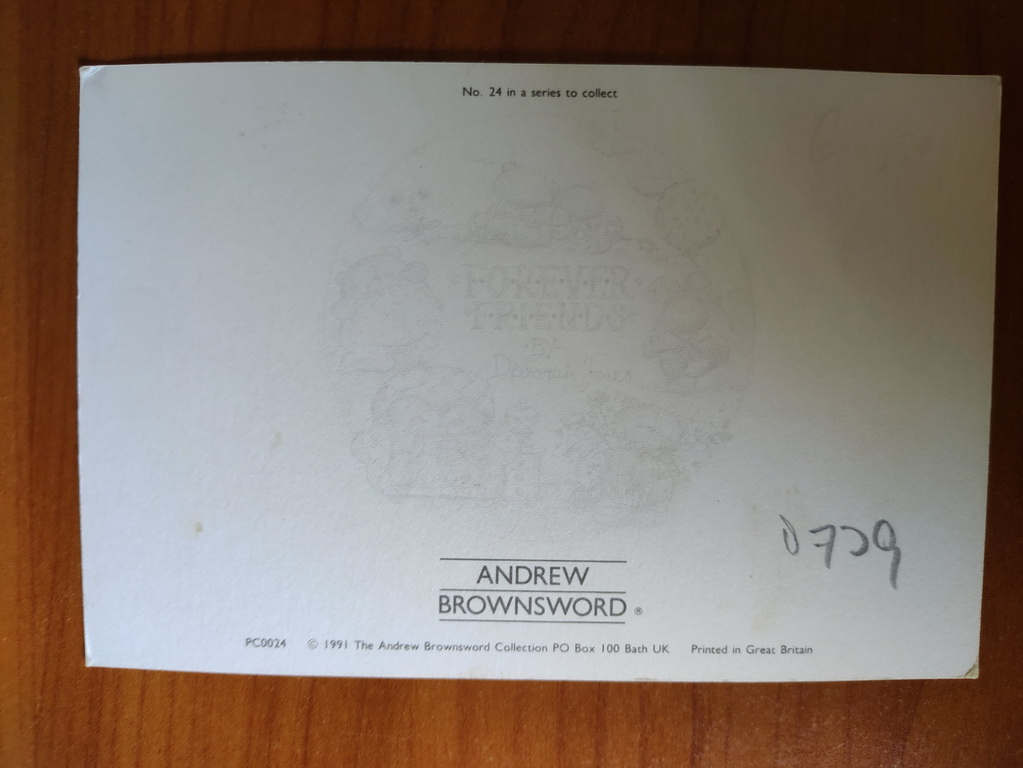 No. 24 in a series to collect
FOREVER
FRIENDS
BY
Deborah Jones
ANDREW
BROWNSWORD ®
PC0024 © 1991 The Andrew Brownsword Collection PO Box 100 Bath UK Printed in Great Britain